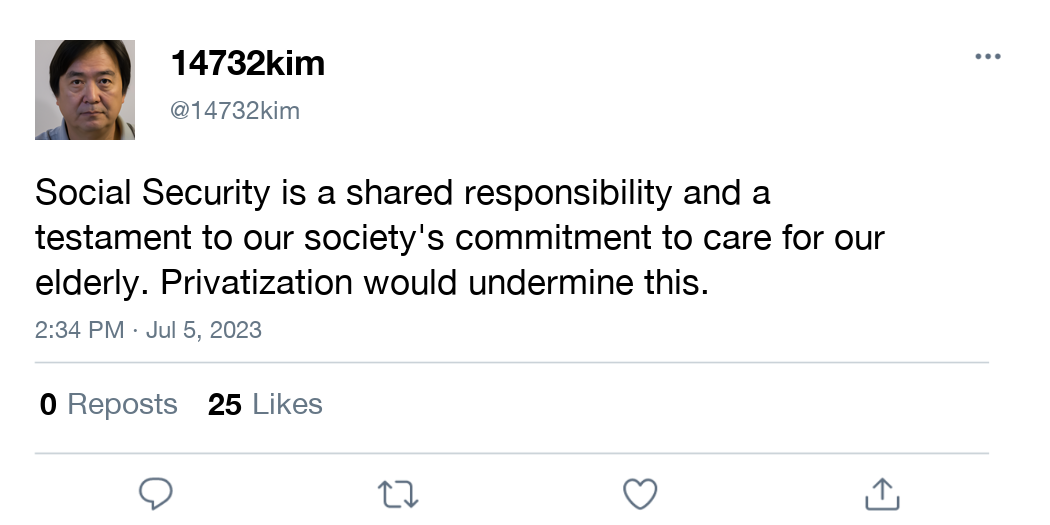 14732kim
@14732kim
Social Security is a shared responsibility and a
testament to our society's commitment to care for our
elderly. Privatization would undermine this.
2:34 PM · Jul 5, 2023
0 Reposts 25 Likes